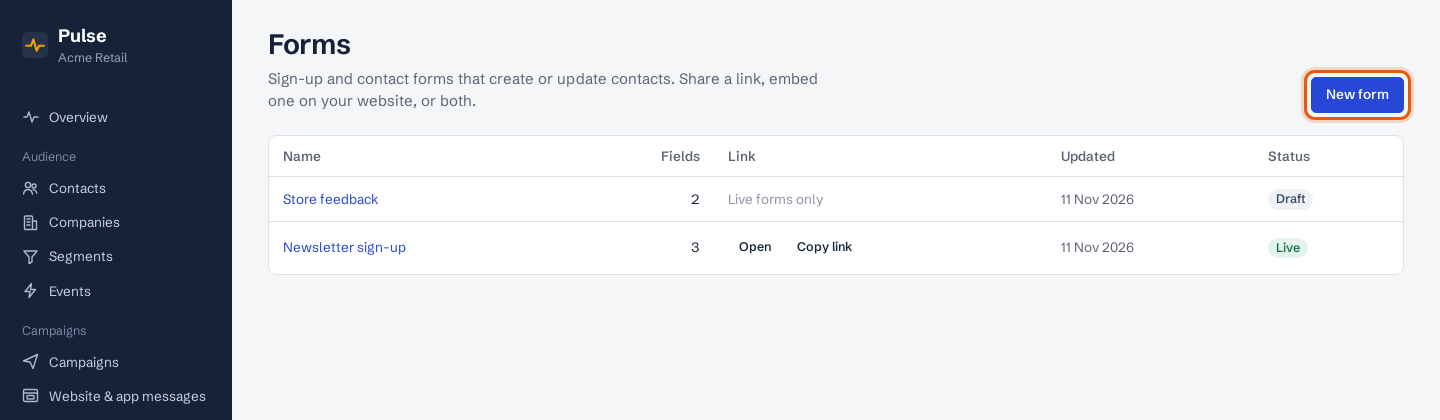 Pulse
Acme Retail
Overview
Audience
Contacts
Companies
Segments
Events
Campaigns
Campaigns
Website & app messages
Forms
Sign-up and contact forms that create or update contacts. Share a link, embed
one on your website, or both.
New form
Name Fields Link Updated Status
Store feedback 2 Live forms only 11 Nov 2026 Draft
Newsletter sign-up 3 Open Copy link 11 Nov 2026 Live